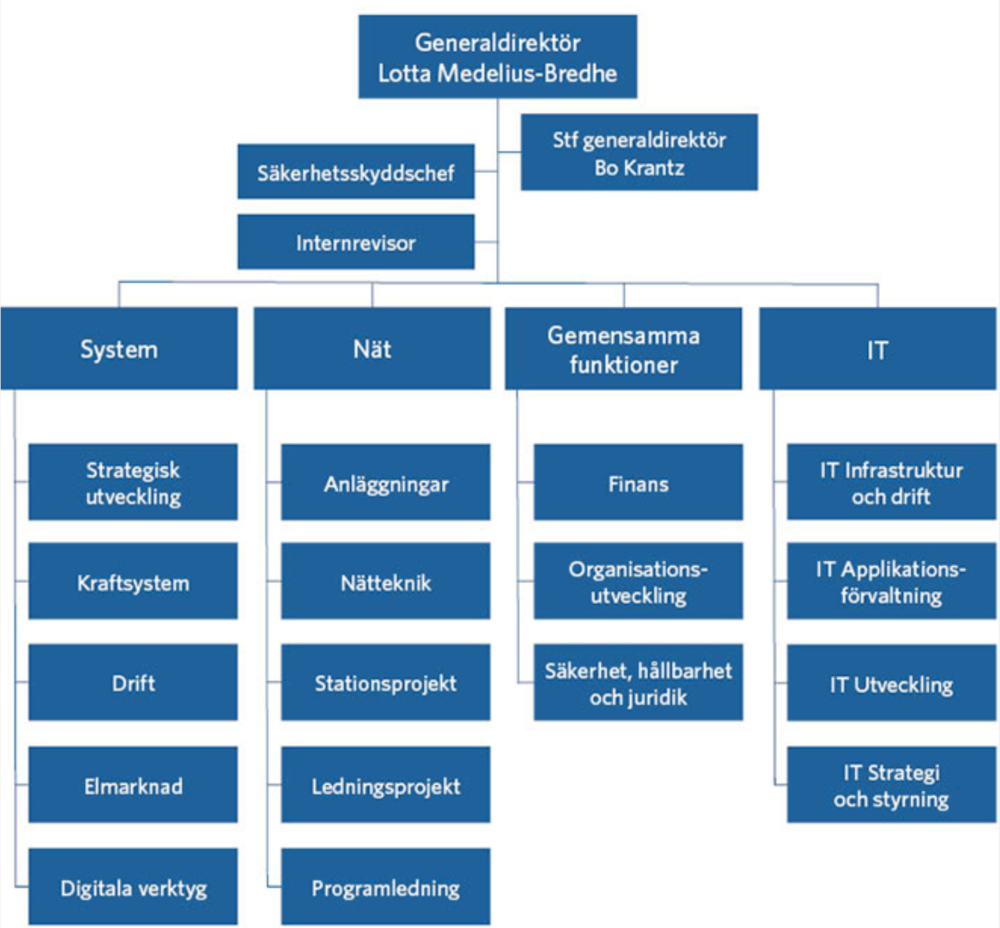 Generaldirektör
Lotta Medelius-Bredhe
Stf generaldirektör
Bo Krantz
Säkerhetsskyddschef
Internrevisor
System
Nät
Gemensamma
funktioner
IT
Strategisk
utveckling
Kraftsystem
Drift
Elmarknad
Digitala verktyg
Anläggningar
Nätteknik
Stationsprojekt
Ledningsprojekt
Programledning
Finans
Organisations-
utveckling
Säkerhet, hållbarhet
och juridik
IT Infrastruktur
och drift
IT Applikations-
förvaltning
IT Utveckling
IT Strategi
och styrning